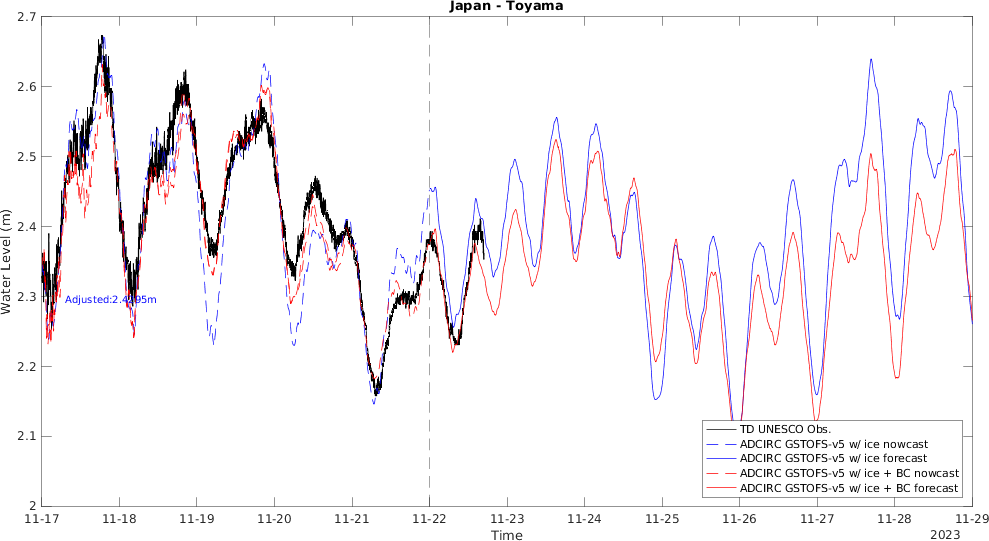 Japan - Toyama
Water Level (m)
2.7
2.6
2.5
2.4
2.3
2.2
2.1
2
Adjusted:2.4295m
TD UNESCO Obs.
ADCIRC GSTOFS-v5 w/ ice nowcast
ADCIRC GSTOFS-v5 w/ ice forecast
ADCIRC GSTOFS-v5 w/ ice + BC nowcast
ADCIRC GSTOFS-v5 w/ ice + BC forecast
11-17 11-18 11-19 11-20 11-21 11-22 11-23 11-24 11-25 11-26 11-27 11-28 11-29
Time
2023